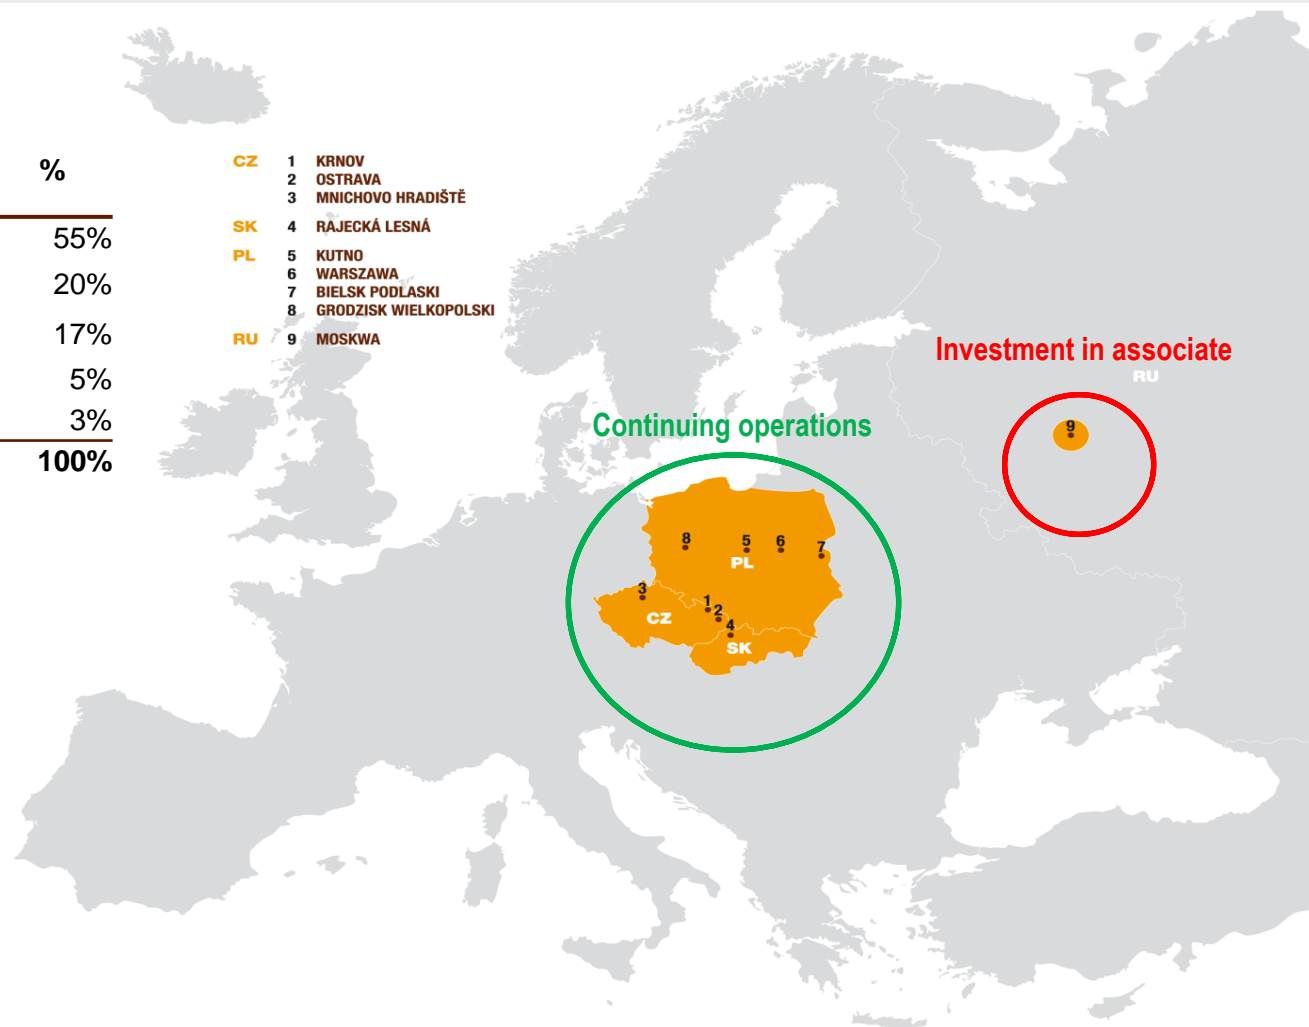 %
55%
20%
17%
5%
3%
100%
CZ 1 KRNOV
2 OSTRAVA
3 MNICHOVO HRADIŠTĚ
SK 4 RAJECKÁ LESNÁ
PL 5 KUTNO
6 WARSZAWA
7 BIELSK PODLASKI
8 GRODZISK WIELKOPOLSKI
RU 9 MOSKWA
Investment in associate
RU
9
Continuing operations
8 5 6 7
PL
3
1
2
CZ
4
SK